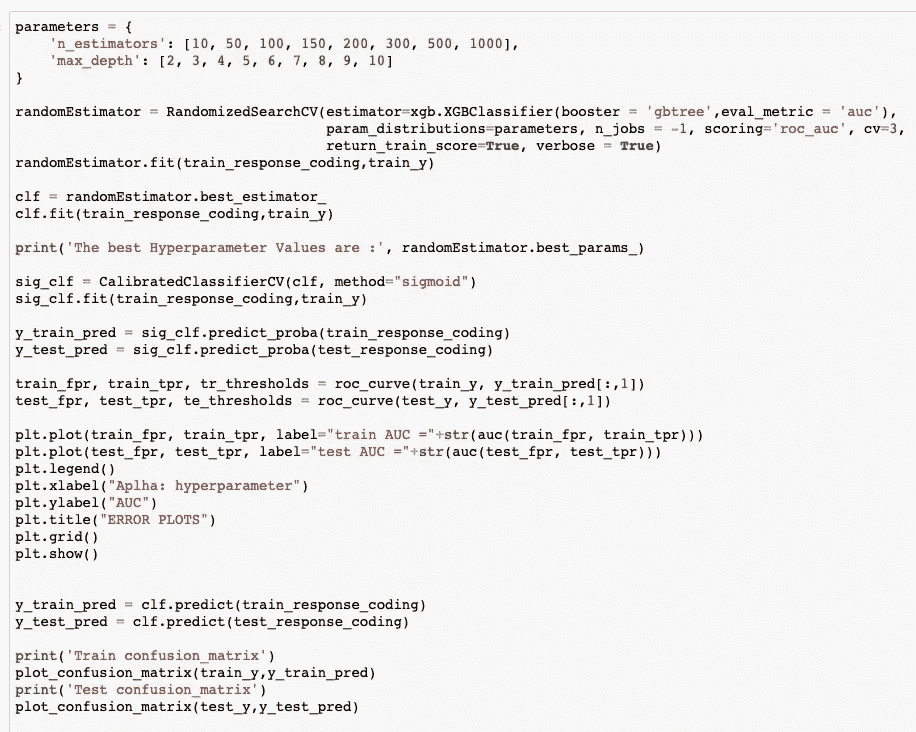 parameters = {
    'n_estimators': [10, 50, 100, 150, 200, 300, 500, 1000],
    'max_depth': [2, 3, 4, 5, 6, 7, 8, 9, 10]
}
randomEstimator = RandomizedSearchCV(estimator=xgb.XGBClassifier(booster = 'gbtree',eval_metric = 'auc'),
                                     param_distributions=parameters, n_jobs = -1, scoring='roc_auc', cv=3,
                                     return_train_score=True, verbose = True)
randomEstimator.fit(train_response_coding,train_y)
clf = randomEstimator.best_estimator_
clf.fit(train_response_coding,train_y)
print('The best Hyperparameter Values are :', randomEstimator.best_params_)
sig_clf = CalibratedClassifierCV(clf, method="sigmoid")
sig_clf.fit(train_response_coding,train_y)
y_train_pred = sig_clf.predict_proba(train_response_coding)
y_test_pred = sig_clf.predict_proba(test_response_coding)
train_fpr, train_tpr, tr_thresholds = roc_curve(train_y, y_train_pred[:,1])
test_fpr, test_tpr, te_thresholds = roc_curve(test_y, y_test_pred[:,1])
plt.plot(train_fpr, train_tpr, label="train AUC ="+str(auc(train_fpr, train_tpr)))
plt.plot(test_fpr, test_tpr, label="test AUC ="+str(auc(test_fpr, test_tpr)))
plt.legend()
plt.xlabel("Aplha: hyperparameter")
plt.ylabel("AUC")
plt.title("ERROR PLOTS")
plt.grid()
plt.show()
y_train_pred = clf.predict(train_response_coding)
y_test_pred = clf.predict(test_response_coding)
print('Train confusion_matrix')
plot_confusion_matrix(train_y,y_train_pred)
print('Test confusion_matrix')
plot_confusion_matrix(test_y,y_test_pred)